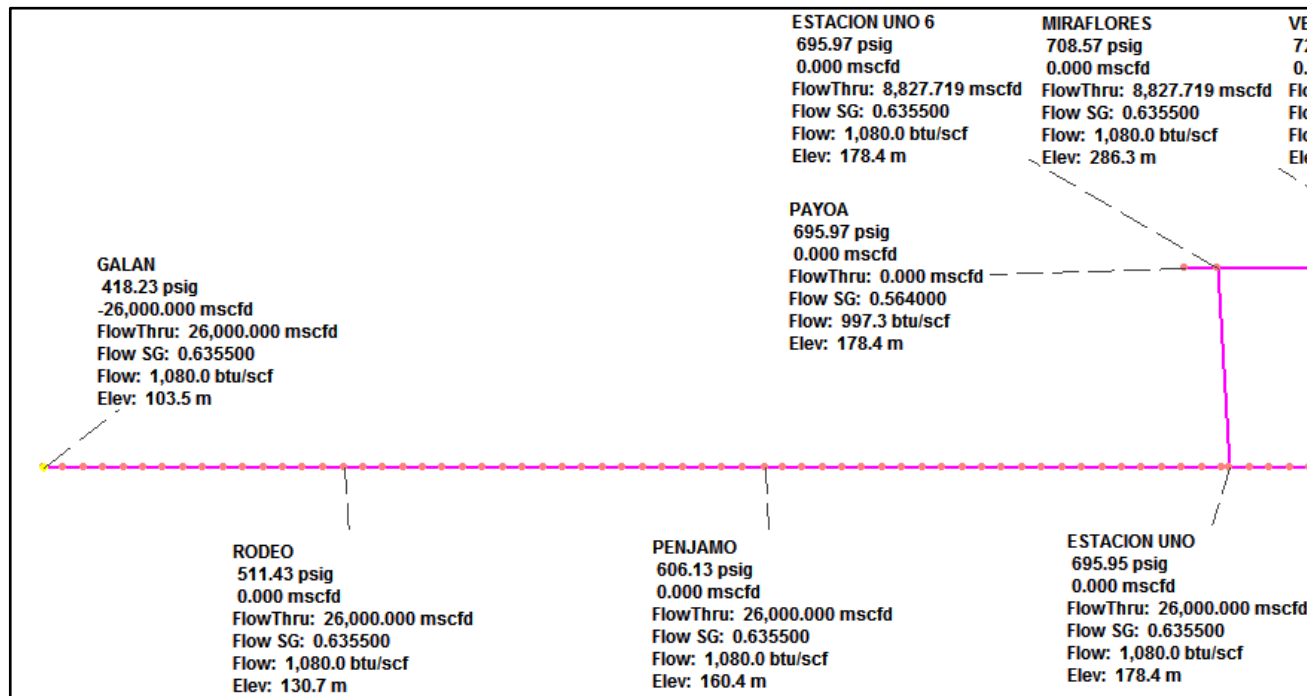 ESTACION UNO 6
695.97 psig
0.000 mscfd
FlowThru: 8,827.719 mscfd
Flow SG: 0.635500
Flow: 1,080.0 btu/scf
Elev: 178.4 m
MIRAFLORES
708.57 psig
0.000 mscfd
FlowThru: 8,827.719 mscfd
Flow SG: 0.635500
Flow: 1,080.0 btu/scf
Elev: 286.3 m
VE
72
0.
Flo
Flo
Flo
Ele
PAYOA
695.97 psig
0.000 mscfd
FlowThru: 0.000 mscfd
Flow SG: 0.564000
Flow: 997.3 btu/scf
Elev: 178.4 m
GALAN
418.23 psig
-26,000.000 mscfd
FlowThru: 26,000.000 mscfd
Flow SG: 0.635500
Flow: 1,080.0 btu/scf
Elev: 103.5 m
RODEO
511.43 psig
0.000 mscfd
FlowThru: 26,000.000 mscfd
Flow SG: 0.635500
Flow: 1,080.0 btu/scf
Elev: 130.7 m
PENJAMO
606.13 psig
0.000 mscfd
FlowThru: 26,000.000 mscfd
Flow SG: 0.635500
Flow: 1,080.0 btu/scf
Elev: 160.4 m
ESTACION UNO
695.95 psig
0.000 mscfd
FlowThru: 26,000.000 mscfd
Flow SG: 0.635500
Flow: 1,080.0 btu/scf
Elev: 178.4 m